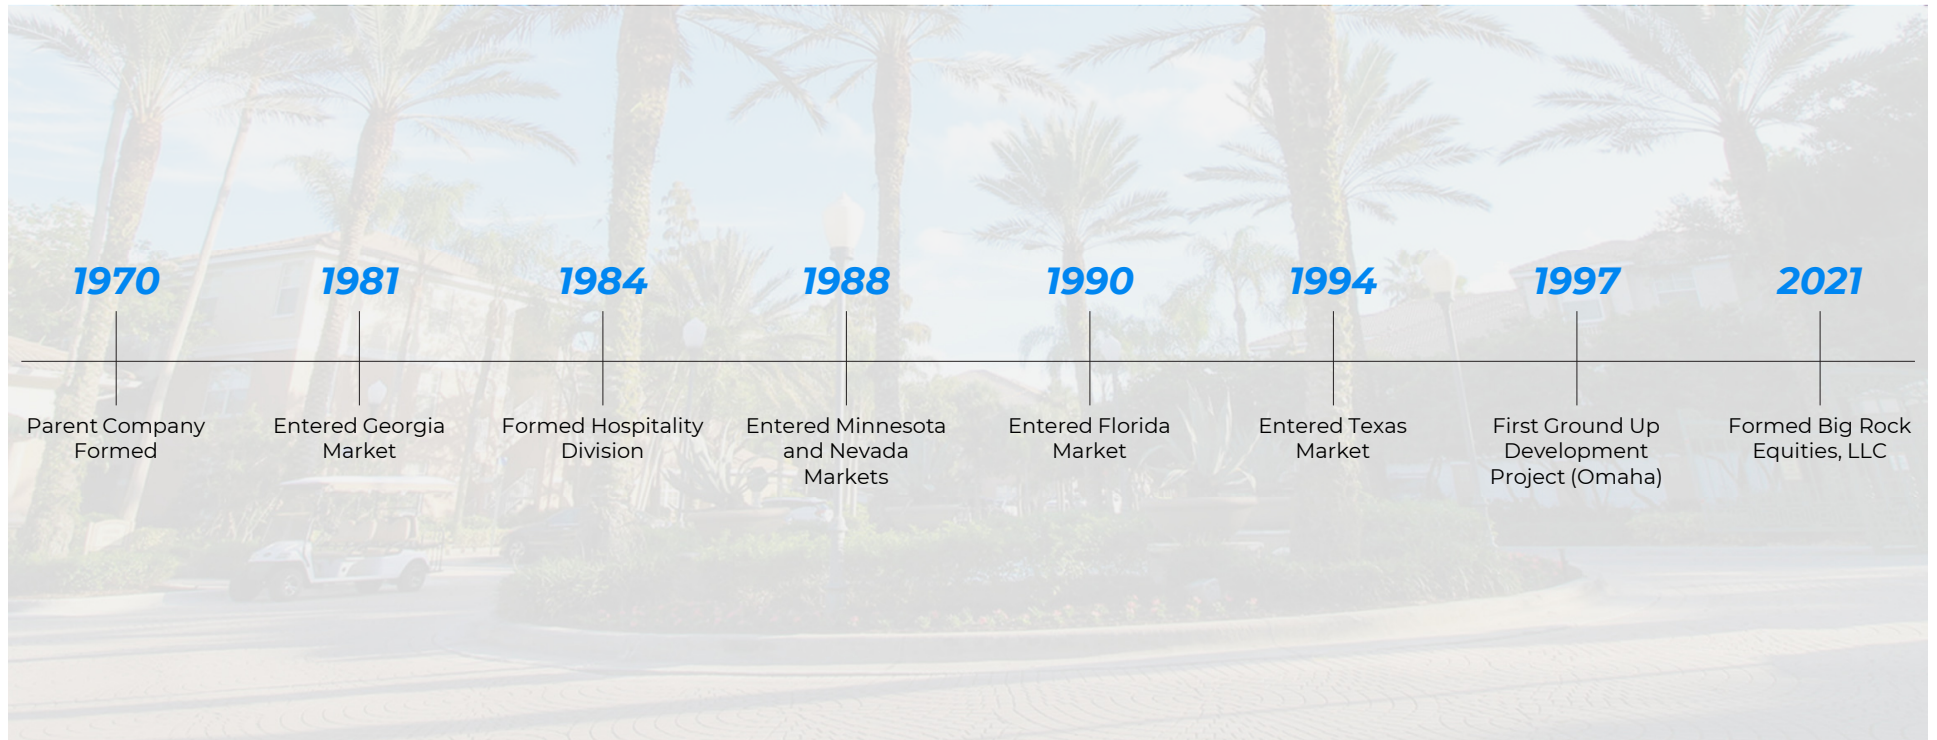 1970
1981
1984
1988
1990
1994
1997
2021
Parent Company
Formed
Entered Georgia
Market
Formed Hospitality
Division
Entered Minnesota
and Nevada
Markets
Entered Florida
Market
Entered Texas
Market
First Ground Up
Development
Project (Omaha)
Formed Big Rock
Equities, LLC